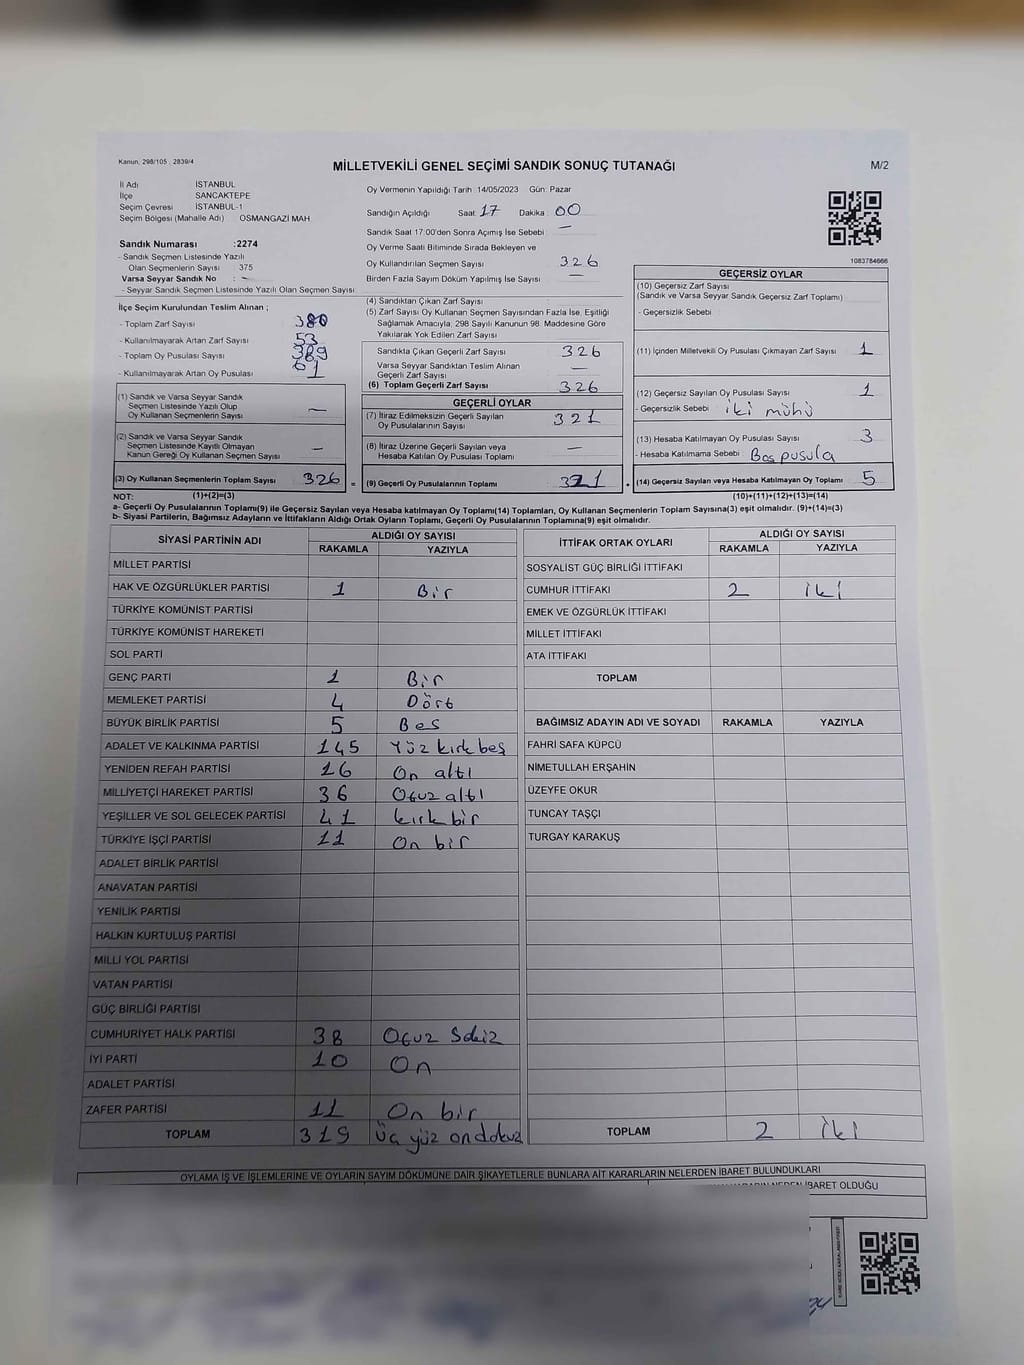 Kanun; 298/105 , 2839/4
MİLLETVEKİLİ GENEL SEÇİMİ SANDIK SONUÇ TUTANAĞI
M/2
İl Adı İSTANBUL
İlçe SANCAKTEPE
Seçim Çevresi İSTANBUL-1
Seçim Bölgesi (Mahalle Adı) OSMANGAZİ MAH
Sandık Numarası :2274
- Sandık Seçmen Listesinde Yazılı
Olan Seçmenlerin Sayısı : 375
Varsa Seyyar Sandık No : -
- Seyyar Sandık Seçmen Listesinde Yazılı Olan Seçmen Sayısı:
Oy Vermenin Yapıldığı Tarih :14/05/2023 Gün: Pazar
Sandığın Açıldığı Saat: 17 Dakika : 00
Sandık Saat 17:00'den Sonra Açılmış İse Sebebi : —
Oy Verme Saati Bitiminde Sırada Bekleyen ve
Oy Kullandırılan Seçmen Sayısı 326
Birden Fazla Sayım Döküm Yapılmış İse Sayısı —
1083784666
İlçe Seçim Kurulundan Teslim Alınan ;
- Toplam Zarf Sayısı 380
- Kullanılmayarak Artan Zarf Sayısı 53
- Toplam Oy Pusulası Sayısı 389
- Kullanılmayarak Artan Oy Pusulası 61
(1) Sandık ve Varsa Seyyar Sandık
Seçmen Listesinde Yazılı Olup
Oy Kullanan Seçmenlerin Sayısı —
(2) Sandık ve Varsa Seyyar Sandık
Seçmen Listesinde Kayıtlı Olmayan
Kanun Gereği Oy Kullanan Seçmen Sayısı —
(3) Oy Kullanan Seçmenlerin Toplam Sayısı 326 =
(4) Sandıktan Çıkan Zarf Sayısı
(5) Zarf Sayısı Oy Kullanan Seçmen Sayısından Fazla İse, Eşitliği
Sağlamak Amacıyla; 298 Sayılı Kanunun 98. Maddesine Göre
Yakılarak Yok Edilen Zarf Sayısı
Sandıkta Çıkan Geçerli Zarf Sayısı 326
Varsa Seyyar Sandıktan Teslim Alınan
Geçerli Zarf Sayısı —
(6) Toplam Geçerli Zarf Sayısı 326
GEÇERLİ OYLAR
(7) İtiraz Edilmeksizin Geçerli Sayılan
Oy Pusulalarının Sayısı 321
(8) İtiraz Üzerine Geçerli Sayılan veya
Hesaba Katılan Oy Pusulası Toplamı —
(9) Geçerli Oy Pusulalarının Toplamı 321 +
GEÇERSİZ OYLAR
(10) Geçersiz Zarf Sayısı
(Sandık ve Varsa Seyyar Sandık Geçersiz Zarf Toplamı)
- Geçersizlik Sebebi :
(11) İçinden Milletvekili Oy Pusulası Çıkmayan Zarf Sayısı 1
(12) Geçersiz Sayılan Oy Pusulası Sayısı 1
- Geçersizlik Sebebi iki mühü
(13) Hesaba Katılmayan Oy Pusulası Sayısı 3
- Hesaba Katılmama Sebebi Boş pusula
(14) Geçersiz Sayılan veya Hesaba Katılmayan Oy Toplamı 5
NOT: (1)+(2)=(3) (10)+(11)+(12)+(13)=(14)
a- Geçerli Oy Pusulalarının Toplamı(9) ile Geçersiz Sayılan veya Hesaba katılmayan Oy Toplamı(14) Toplamları, Oy Kullanan Seçmenlerin Toplam Sayısına(3) eşit olmalıdır. (9)+(14)=(3)
b- Siyasi Partilerin, Bağımsız Adayların ve İttifakların Aldığı Ortak Oyların Toplamı, Geçerli Oy Pusulalarının Toplamına(9) eşit olmalıdır.
SİYASİ PARTİNİN ADI ALDIĞI OY SAYISI
RAKAMLA YAZIYLA
MİLLET PARTİSİ
HAK VE ÖZGÜRLÜKLER PARTİSİ 1 Bir
TÜRKİYE KOMÜNİST PARTİSİ
TÜRKİYE KOMÜNİST HAREKETİ
SOL PARTİ
GENÇ PARTİ 1 Bir
MEMLEKET PARTİSİ 4 Dört
BÜYÜK BİRLİK PARTİSİ 5 Beş
ADALET VE KALKINMA PARTİSİ 145 Yüz kırk beş
YENİDEN REFAH PARTİSİ 16 On altı
MİLLİYETÇİ HAREKET PARTİSİ 36 Otuz altı
YEŞİLLER VE SOL GELECEK PARTİSİ 41 kırk bir
TÜRKİYE İŞÇİ PARTİSİ 11 On bir
ADALET BİRLİK PARTİSİ
ANAVATAN PARTİSİ
YENİLİK PARTİSİ
HALKIN KURTULUŞ PARTİSİ
MİLLİ YOL PARTİSİ
VATAN PARTİSİ
GÜÇ BİRLİĞİ PARTİSİ
CUMHURİYET HALK PARTİSİ 38 Otuz Sekiz
İYİ PARTİ 10 On
ADALET PARTİSİ
ZAFER PARTİSİ 11 On bir
TOPLAM 319 üç yüz ondokuz
İTTİFAK ORTAK OYLARI ALDIĞI OY SAYISI
RAKAMLA YAZIYLA
SOSYALİST GÜÇ BİRLİĞİ İTTİFAKI
CUMHUR İTTİFAKI 2 iki
EMEK VE ÖZGÜRLÜK İTTİFAKI
MİLLET İTTİFAKI
ATA İTTİFAKI
TOPLAM
BAĞIMSIZ ADAYIN ADI VE SOYADI RAKAMLA YAZIYLA
FAHRİ SAFA KÜPCÜ
NİMETULLAH ERŞAHİN
ÜZEYFE OKUR
TUNCAY TAŞÇI
TURGAY KARAKUŞ
TOPLAM 2 iki
OYLAMA İŞ VE İŞLEMLERİNE VE OYLARIN SAYIM DÖKÜMÜNE DAİR ŞİKAYETLERLE BUNLARA AİT KARARLARIN NELERDEN İBARET BULUNDUKLARI
İBARET OLDUĞU